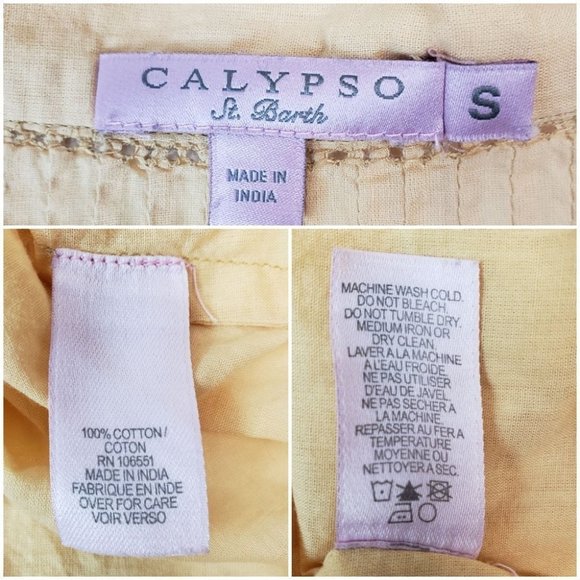 CALYPSO
St. Barth
S
MADE IN
INDIA
100% COTTON/
COTON
RN 106551
MADE IN INDIA
FABRIQUE EN INDE
OVER FOR CARE
VOIR VERSO
MACHINE WASH COLD.
DO NOT BLEACH.
DO NOT TUMBLE DRY.
MEDIUM IRON OR
DRY CLEAN.
LAVER A LA MACHINE
A L'EAU FROIDE.
NE PAS UTILISER
D'EAU DE JAVEL.
NE PAS SECHER A
LA MACHINE.
REPASSER AU FER A
TEMPERATURE
MOYENNE OU
NETTOYER A SEC.